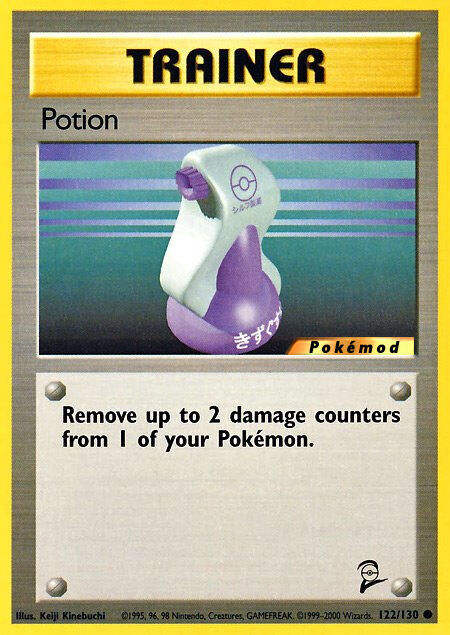 TRAINER
Potion
シルフ製薬
きずぐす
Pokémod
Remove up to 2 damage counters
from 1 of your Pokémon.
Illus. Keiji Kinebuchi ©1995, 96, 98 Nintendo, Creatures, GAMEFREAK. ©1999-2000 Wizards. 122/130 ●